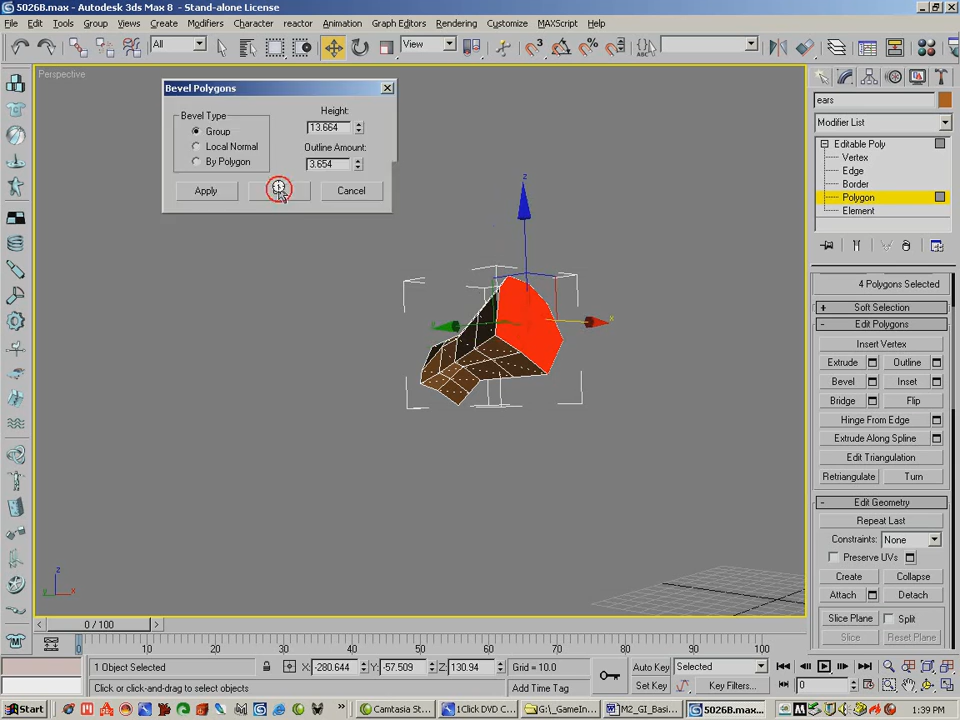 5026B.max - Autodesk 3ds Max 8 - Stand-alone License
File Edit Tools Group Views Create Modifiers Character reactor Animation Graph Editors Rendering Customize MAXScript Help
All
View
Perspective
Bevel Polygons
Bevel Type
Group
Local Normal
By Polygon
Height:
13.664
Outline Amount:
3.654
Apply
Cancel
z
x
z
y
x
ears
Modifier List
Editable Poly
Vertex
Edge
Border
Polygon
Element
4 Polygons Selected
+ Soft Selection
- Edit Polygons
Insert Vertex
Extrude Outline
Bevel Inset
Bridge Flip
Hinge From Edge
Extrude Along Spline
Edit Triangulation
Retriangulate Turn
- Edit Geometry
Repeat Last
Constraints: None
Preserve UVs
Create Collapse
Attach Detach
Slice Plane Split
Slice Reset Plane
< 0 / 100 >
0 10 20 30 40 50 60 70 80 90 100
1 Object Selected X: -280.644 Y: -57.509 Z: 130.94 Grid = 10.0 Auto Key Selected
Click or click-and-drag to select objects Add Time Tag Set Key Key Filters... 0
Start Camtasia St... 1Click DVD C... G:\_GameIn... M2_GI_Basi... 5026B.max... 1:39 PM